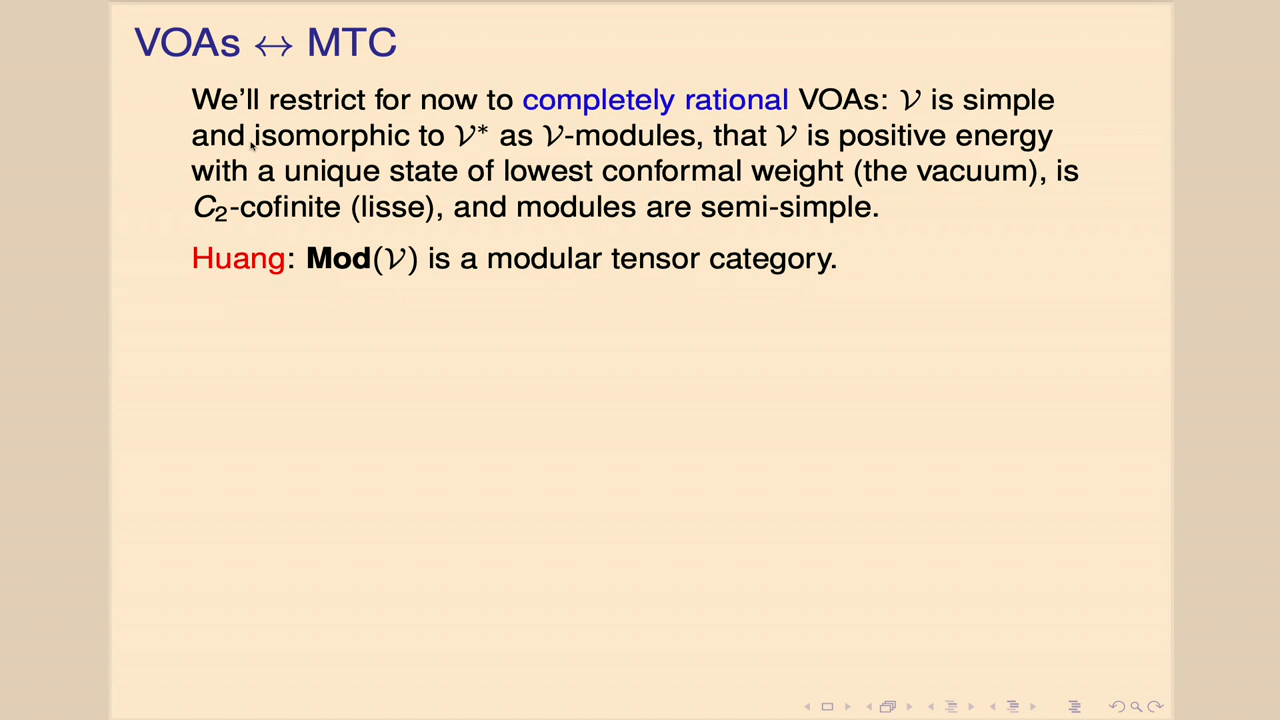 VOAs ↔ MTC
We'll restrict for now to completely rational VOAs: 𝒱 is simple
and isomorphic to 𝒱* as 𝒱-modules, that 𝒱 is positive energy
with a unique state of lowest conformal weight (the vacuum), is
C₂-cofinite (lisse), and modules are semi-simple.
Huang: Mod(𝒱) is a modular tensor category.